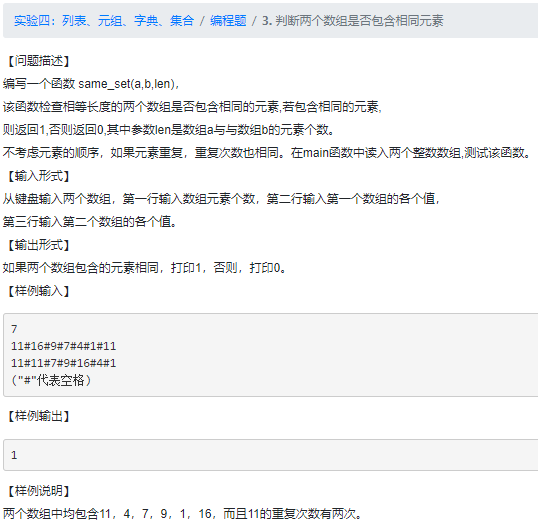 实验四：列表、元组、字典、集合 / 编程题 / 3. 判断两个数组是否包含相同元素
【问题描述】
编写一个函数 same_set(a,b,len)，
该函数检查相等长度的两个数组是否包含相同的元素,若包含相同的元素,
则返回1,否则返回0,其中参数len是数组a与与数组b的元素个数。
不考虑元素的顺序，如果元素重复，重复次数也相同。在main函数中读入两个整数数组,测试该函数。
【输入形式】
从键盘输入两个数组，第一行输入数组元素个数，第二行输入第一个数组的各个值，
第三行输入第二个数组的各个值。
【输出形式】
如果两个数组包含的元素相同，打印1，否则，打印0。
【样例输入】
7
11#16#9#7#4#1#11
11#11#7#9#16#4#1
("#"代表空格)
【样例输出】
1
【样例说明】
两个数组中均包含11，4，7，9，1，16，而且11的重复次数有两次。